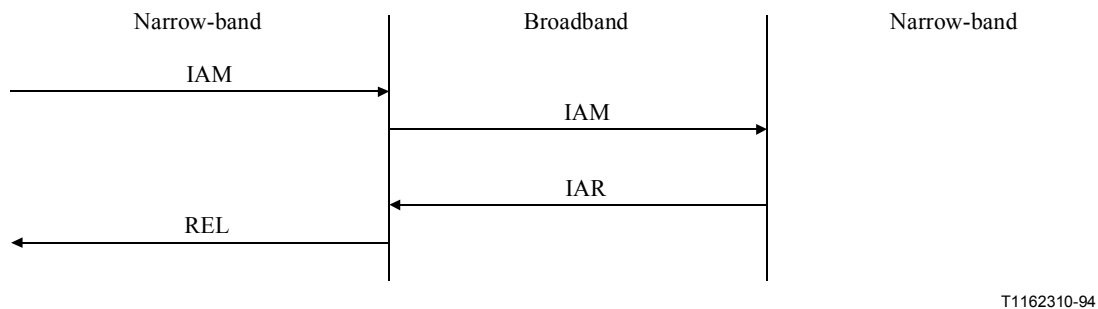 Narrow-band Broadband Narrow-band
IAM
IAM
IAR
REL
T1162310-94